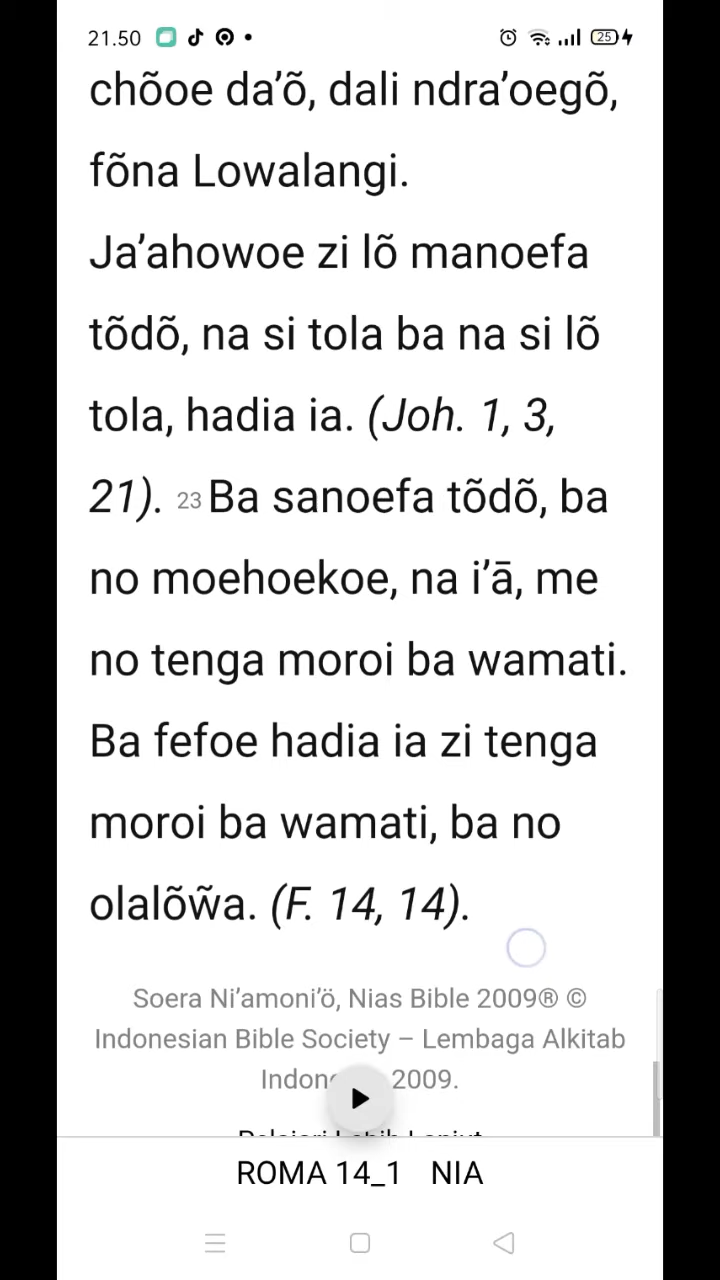 21.50
25
chõoe da’õ, dali ndra’oegõ,
fõna Lowalangi.
Ja’ahowoe zi lõ manoefa
tõdõ, na si tola ba na si lõ
tola, hadia ia. (Joh. 1, 3,
21). 23 Ba sanoefa tõdõ, ba
no moehoekoe, na i’ā, me
no tenga moroi ba wamati.
Ba fefoe hadia ia zi tenga
moroi ba wamati, ba no
olalõw̃a. (F. 14, 14).
Soera Ni’amoni’ö, Nias Bible 2009® ©
Indonesian Bible Society – Lembaga Alkitab
2009.
ROMA 14_1 NIA